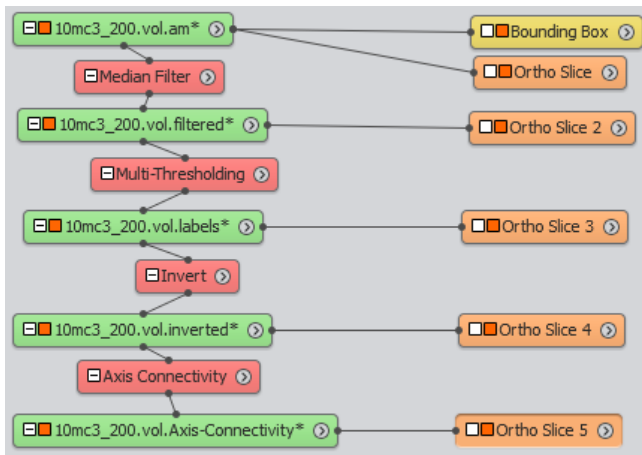 10mc3_200.vol.am*
Bounding Box
Ortho Slice
Median Filter
10mc3_200.vol.filtered*
Ortho Slice 2
Multi-Thresholding
10mc3_200.vol.labels*
Ortho Slice 3
Invert
10mc3_200.vol.inverted*
Ortho Slice 4
Axis Connectivity
10mc3_200.vol.Axis-Connectivity*
Ortho Slice 5